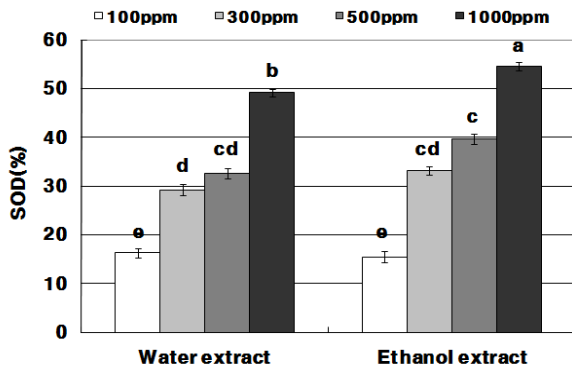 100ppm 300ppm 500ppm 1000ppm
60
50
40
30
20
10
0
SOD(%)
e d cd b
e cd c a
Water extract Ethanol extract